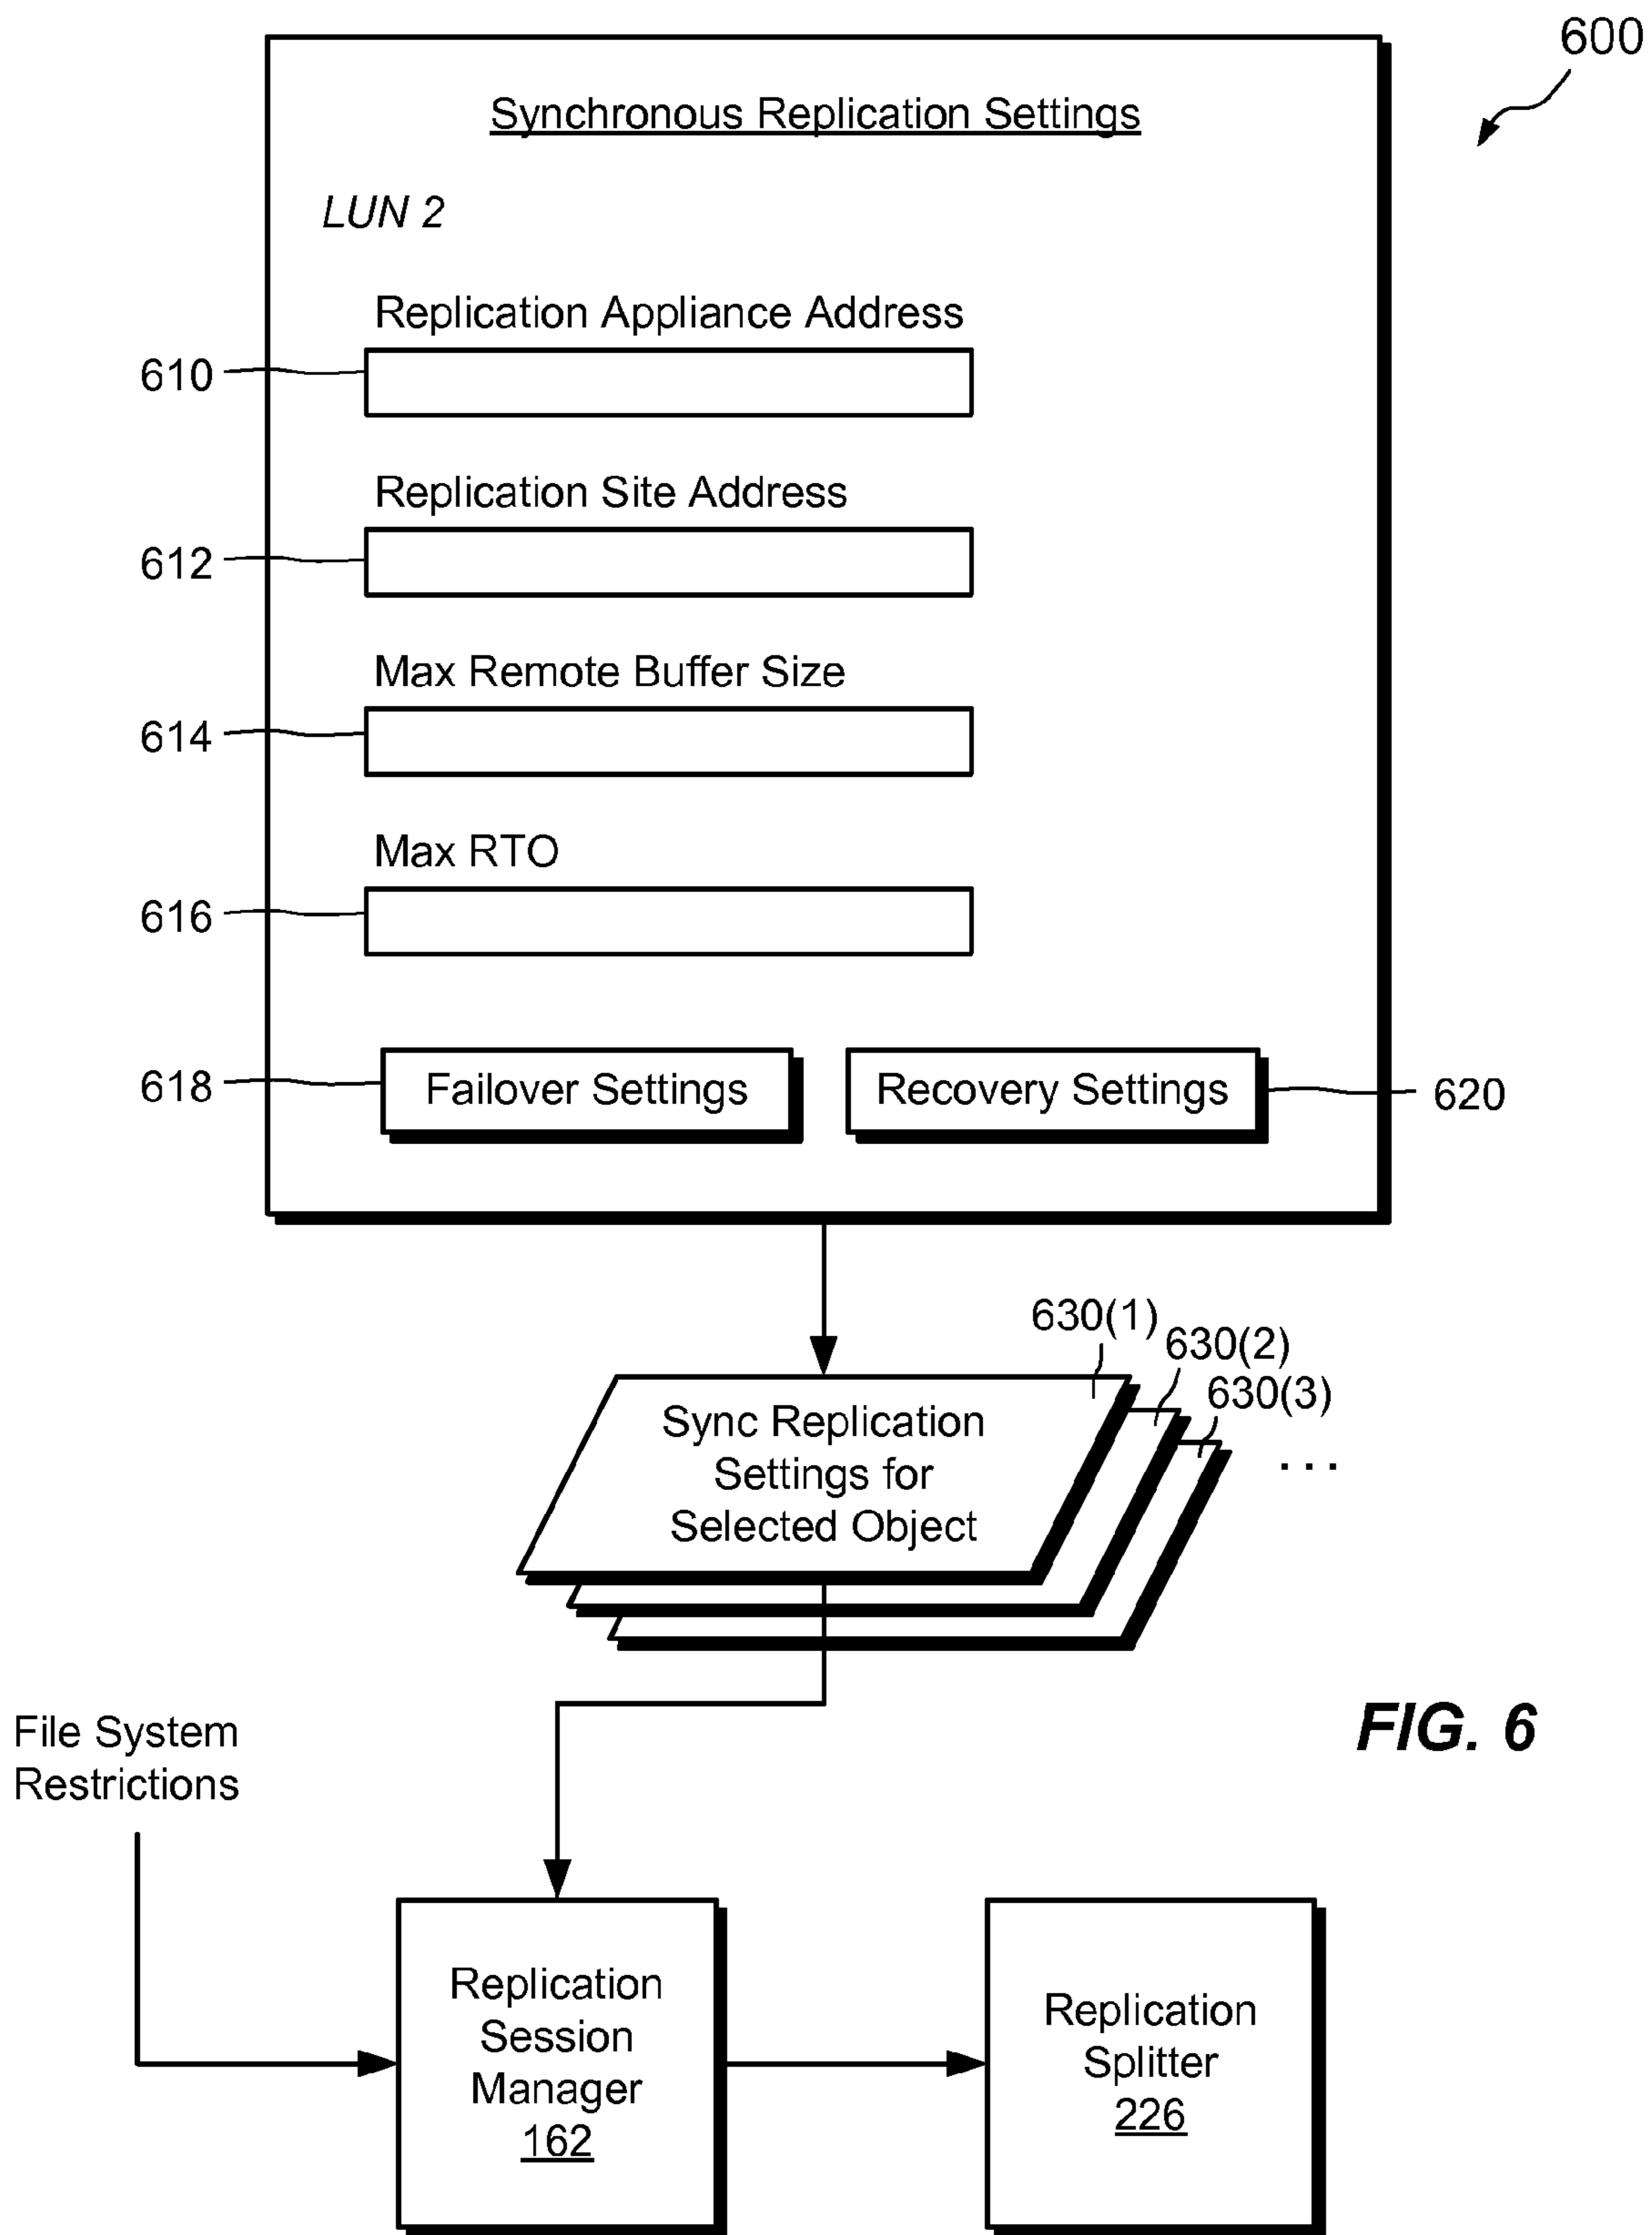 600
Synchronous Replication Settings
LUN 2
Replication Appliance Address
610
Replication Site Address
612
Max Remote Buffer Size
614
Max RTO
616
618
Failover Settings
Recovery Settings
620
630(1)
630(2)
630(3)
Sync Replication
Settings for
Selected Object
. . .
File System
Restrictions
FIG. 6
Replication
Session
Manager
162
Replication
Splitter
226